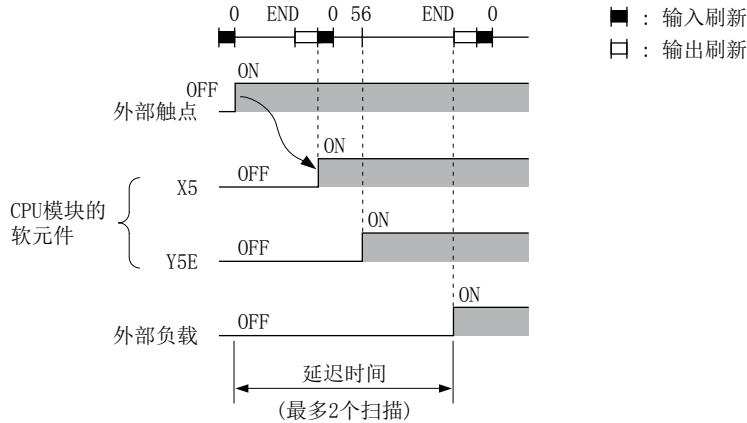 0 END 0 56 END 0
: 输入刷新
: 输出刷新
ON
OFF
外部触点
ON
OFF
X5
CPU模块的
软元件
ON
OFF
Y5E
ON
OFF
外部负载
延迟时间
(最多2个扫描)